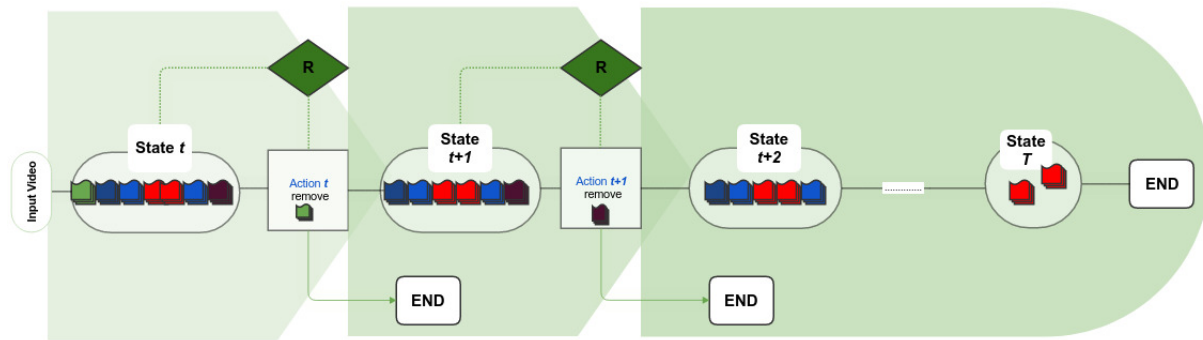 Input Video
State t
R
Action t
remove
END
State
t+1
R
Action t+1
remove
END
State
t+2
............
State
T
END